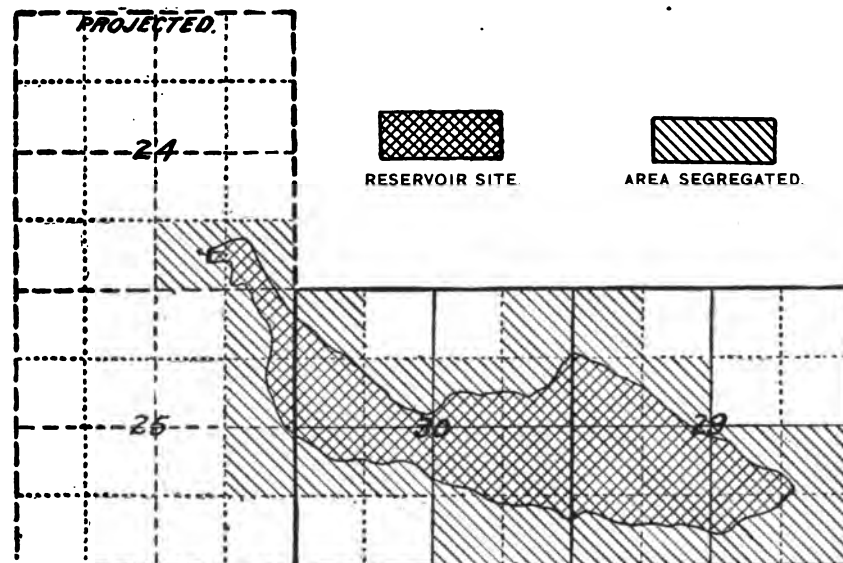 PROJECTED.
24
RESERVOIR SITE.
AREA SEGREGATED.
25
30
29